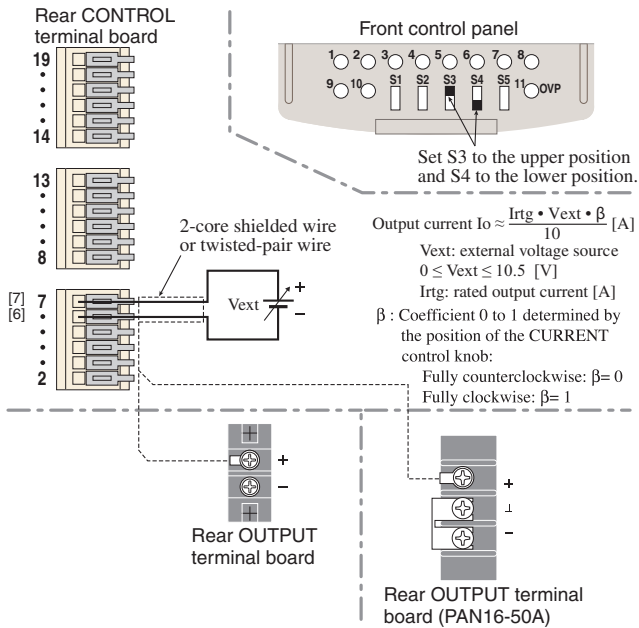 Rear CONTROL
terminal board
19
14
13
8
[7] 7
[6]
2
2-core shielded wire
or twisted-pair wire
Vext
+
−
Front control panel
1 2 3 4 5 6 7 8
9 10 S1 S2 S3 S4 S5 11 OVP
Set S3 to the upper position
and S4 to the lower position.
Output current Io ≈ Irtg • Vext • β / 10 [A]
Vext: external voltage source
0 ≤ Vext ≤ 10.5 [V]
Irtg: rated output current [A]
β : Coefficient 0 to 1 determined by
the position of the CURRENT
control knob:
Fully counterclockwise: β= 0
Fully clockwise: β= 1
+
−
Rear OUTPUT
terminal board
+
⊥
−
Rear OUTPUT terminal
board (PAN16-50A)